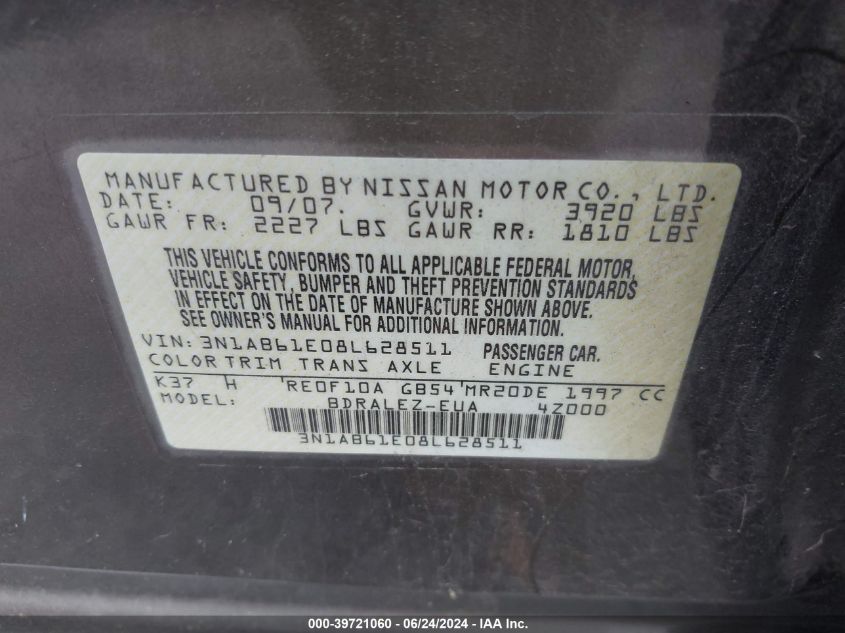 MANUFACTURED BY NISSAN MOTOR CO., LTD.
DATE: 09/07. GVWR: 3920 LBS
GAWR FR: 2227 LBS GAWR RR: 1810 LBS
THIS VEHICLE CONFORMS TO ALL APPLICABLE FEDERAL MOTOR,
VEHICLE SAFETY, BUMPER AND THEFT PREVENTION STANDARDS
IN EFFECT ON THE DATE OF MANUFACTURE SHOWN ABOVE.
SEE OWNER'S MANUAL FOR ADDITIONAL INFORMATION.
VIN: 3N1AB61E08L628511 PASSENGER CAR.
COLOR TRIM TRANS AXLE ENGINE
K37 H RE0F10A GB54 MR20DE 1997 CC
MODEL: BDRALEZ-EUA 4Z000
3N1AB61E08L628511
000-39721060 - 06/24/2024 - IAA Inc.